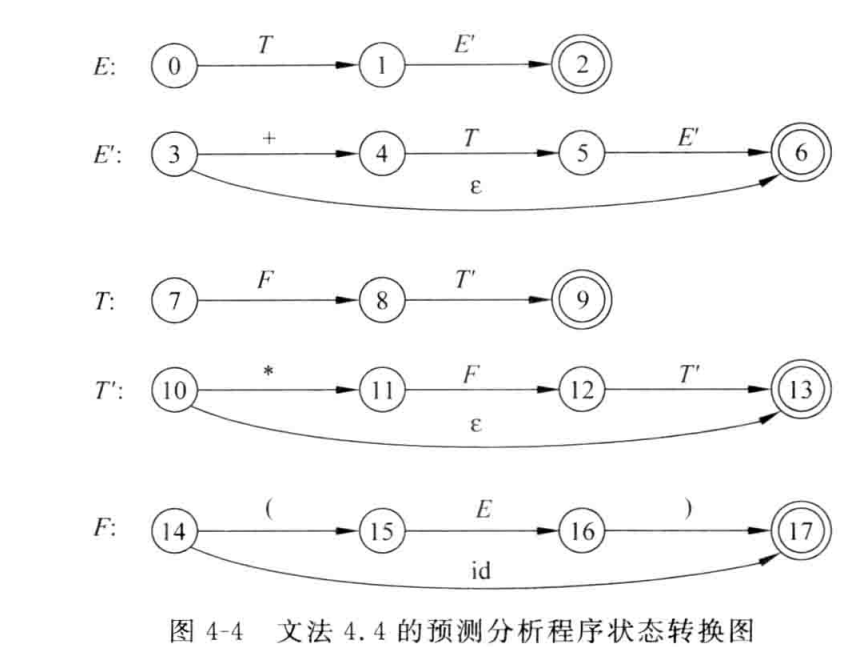 E: 0 T 1 E' 2
E': 3 + 4 T 5 E' 6
ε
T: 7 F 8 T' 9
T': 10 * 11 F 12 T' 13
ε
F: 14 ( 15 E 16 ) 17
id
图 4-4 文法 4.4 的预测分析程序状态转换图